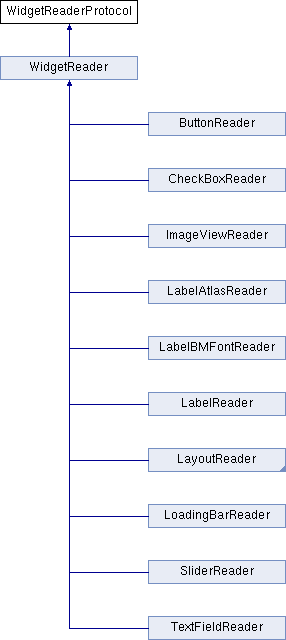 WidgetReaderProtocol
WidgetReader
ButtonReader
CheckBoxReader
ImageViewReader
LabelAtlasReader
LabelBMFontReader
LabelReader
LayoutReader
LoadingBarReader
SliderReader
TextFieldReader